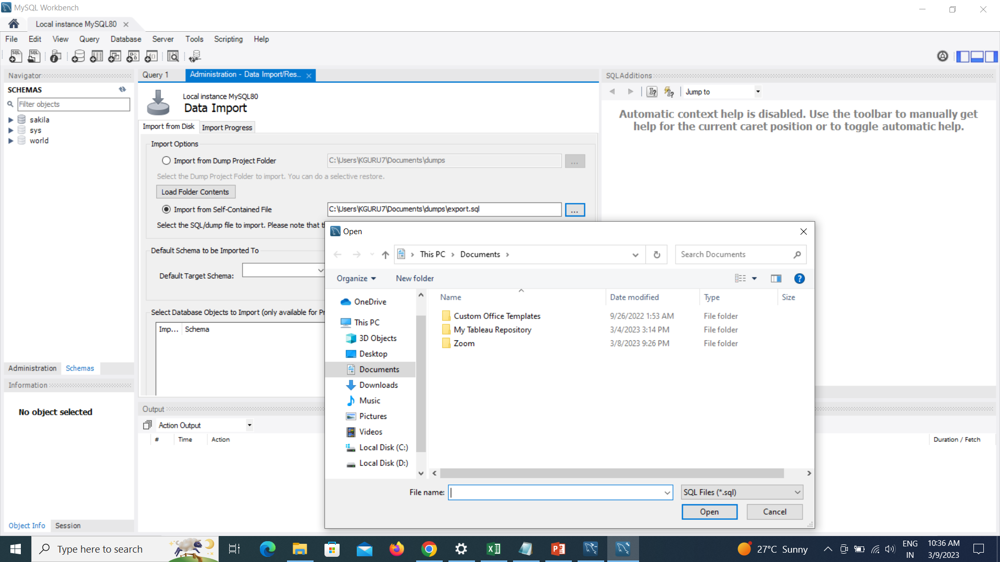 MySQL Workbench
Local instance MySQL80
File Edit View Query Database Server Tools Scripting Help
Navigator
SCHEMAS
Filter objects
sakila
sys
world
Administration Schemas
Information
No object selected
Object Info Session
Query 1
Administration - Data Import/Res...
Local instance MySQL80
Data Import
Import from Disk Import Progress
Import Options
Import from Dump Project Folder C:\Users\KGURU7\Documents\dumps ...
Select the Dump Project Folder to import. You can do a selective restore.
Load Folder Contents
Import from Self-Contained File C:\Users\KGURU7\Documents\dumps\export.sql ...
Select the SQL/dump file to import. Please note that
Default Schema to be Imported To
Default Target Schema:
Select Database Objects to Import (only available for
Imp... Schema
Output
Action Output
# Time Action
Duration / Fetch
SQLAdditions
Jump to
Automatic context help is disabled. Use the toolbar to manually get
help for the current caret position or to toggle automatic help.
Open
This PC Documents
Search Documents
Organize New folder
OneDrive
This PC
3D Objects
Desktop
Documents
Downloads
Music
Pictures
Videos
Local Disk (C:)
Local Disk (D:)
Name Date modified Type Size
Custom Office Templates 9/26/2022 1:53 AM File folder
My Tableau Repository 3/4/2023 3:14 PM File folder
Zoom 3/8/2023 9:26 PM File folder
File name: SQL Files (*.sql)
Open Cancel
Type here to search
27°C Sunny
ENG
IN
10:36 AM
3/9/2023